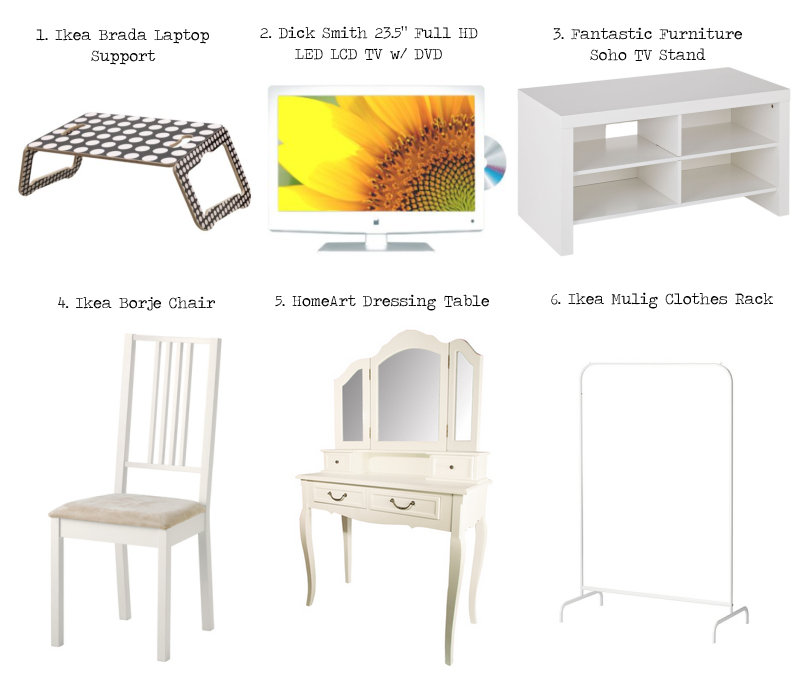 1. Ikea Brada Laptop
Support
2. Dick Smith 23.5" Full HD
LED LCD TV w/ DVD
3. Fantastic Furniture
Soho TV Stand
4. Ikea Borje Chair
5. HomeArt Dressing Table
6. Ikea Mulig Clothes Rack